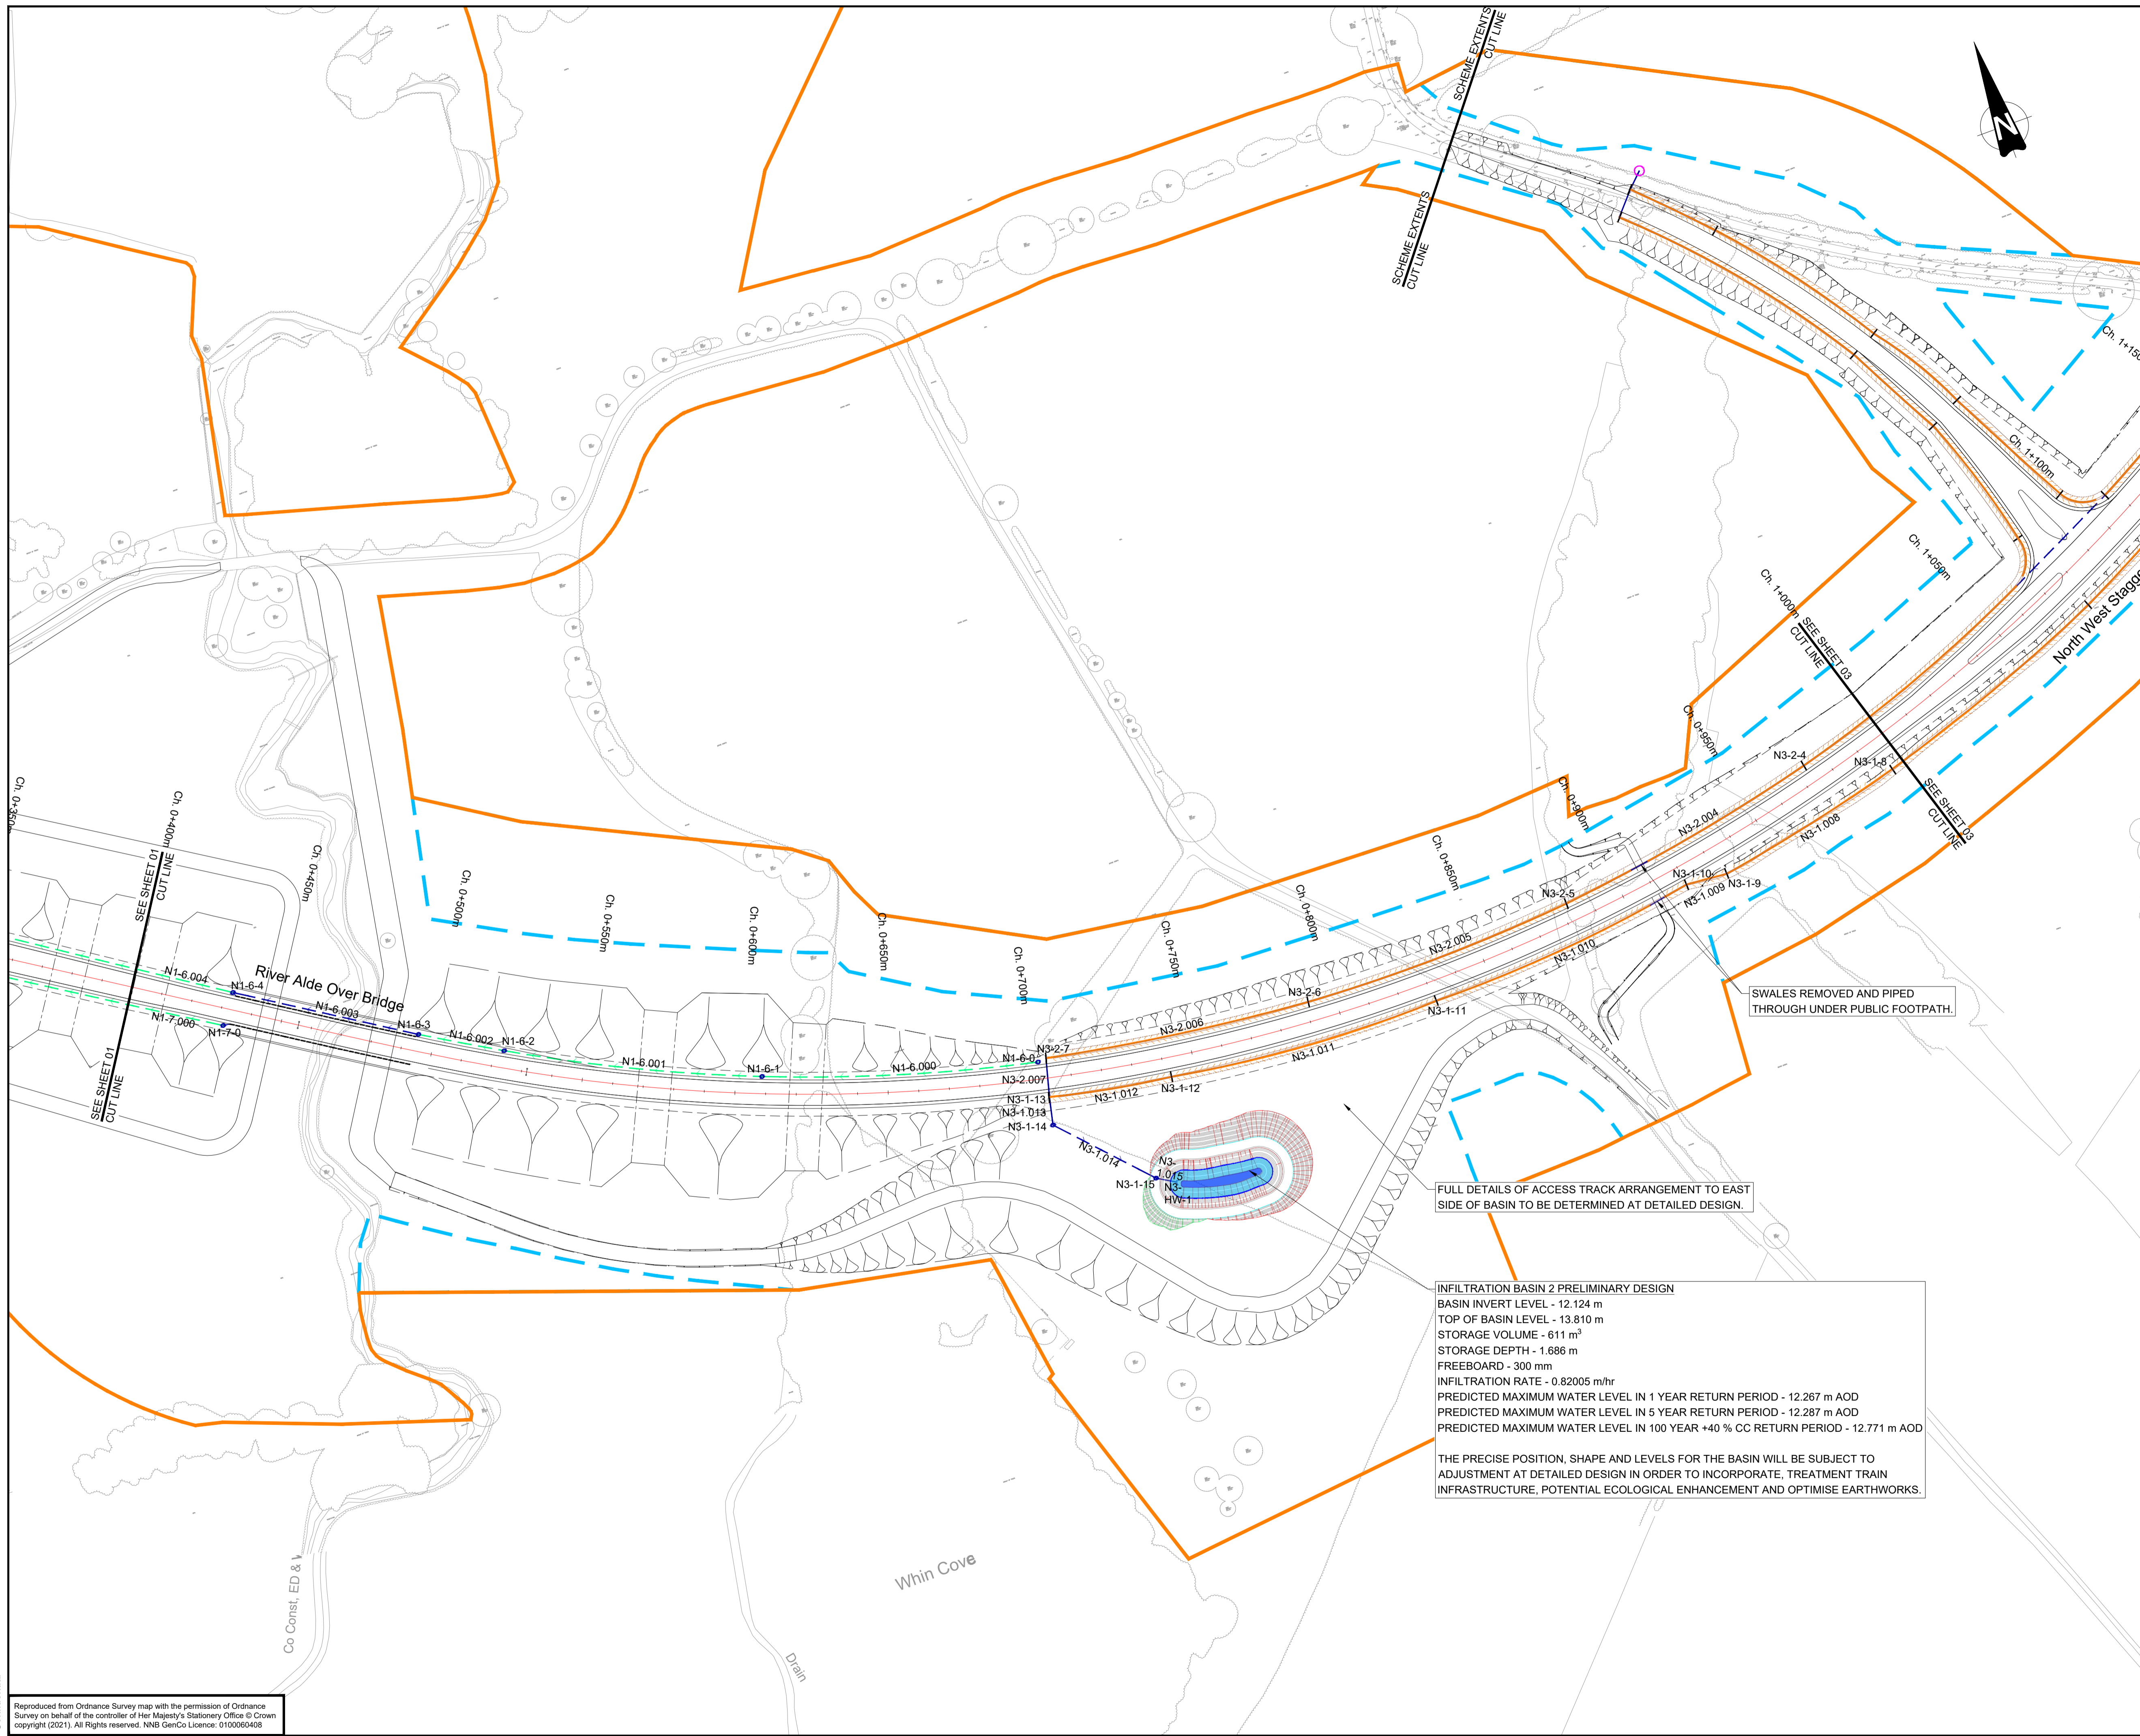 SCHEME EXTENTS
CUT LINE
SCHEME EXTENTS
CUT LINE
N
Ch. 1+100m
Ch. 1+050m
Ch. 1+000m
SEE SHEET 03
CUT LINE
North West
Ch. 0+950m
N3-2-4
N3-1-8
SEE SHEET 03
CUT LINE
Ch. 0+900m
N3-2.004
N3-1.008
Ch. 0+850m
N3-1-10
N3-1-9
N3-1.009
N3-2-5
Ch. 0+800m
N3-2.005
N3-1.010
Ch. 0+750m
N3-2-6
N3-1-11
N3-2.006
N3-1.011
Ch. 0+700m
Ch. 0+650m
Ch. 0+600m
Ch. 0+550m
Ch. 0+500m
Ch. 0+450m
Ch. 0+400m
SEE SHEET 01
CUT LINE
Ch. 0+350m
N1-6.004
N1-6-4
River Alde Over Bridge
N1-6.003
N1-6-3
N1-7.000
N1-7-0
N1-6.002
N1-6-2
N1-6.001
N1-6-1
N1-6.000
N1-6-0
N3-2-7
N3-2.007
N3-1-13
N3-1.013
N3-1-14
N3-1.012
N3-1-12
N3-1.014
N3-1-15
N3-
1.015
N3-
HW-1
SEE SHEET 01
CUT LINE
SWALES REMOVED AND PIPED
THROUGH UNDER PUBLIC FOOTPATH.
FULL DETAILS OF ACCESS TRACK ARRANGEMENT TO EAST
SIDE OF BASIN TO BE DETERMINED AT DETAILED DESIGN.
INFILTRATION BASIN 2 PRELIMINARY DESIGN
BASIN INVERT LEVEL - 12.124 m
TOP OF BASIN LEVEL - 13.810 m
STORAGE VOLUME - 611 m³
STORAGE DEPTH - 1.686 m
FREEBOARD - 300 mm
INFILTRATION RATE - 0.82005 m/hr
PREDICTED MAXIMUM WATER LEVEL IN 1 YEAR RETURN PERIOD - 12.267 m AOD
PREDICTED MAXIMUM WATER LEVEL IN 5 YEAR RETURN PERIOD - 12.287 m AOD
PREDICTED MAXIMUM WATER LEVEL IN 100 YEAR +40 % CC RETURN PERIOD - 12.771 m AOD
THE PRECISE POSITION, SHAPE AND LEVELS FOR THE BASIN WILL BE SUBJECT TO
ADJUSTMENT AT DETAILED DESIGN IN ORDER TO INCORPORATE, TREATMENT TRAIN
INFRASTRUCTURE, POTENTIAL ECOLOGICAL ENHANCEMENT AND OPTIMISE EARTHWORKS.
Whin Cove
Co Const, ED &
Drain
Reproduced from Ordnance Survey map with the permission of Ordnance
Survey on behalf of the controller of Her Majesty's Stationery Office © Crown
copyright (2021). All Rights reserved. NNB GenCo Licence: 0100060408